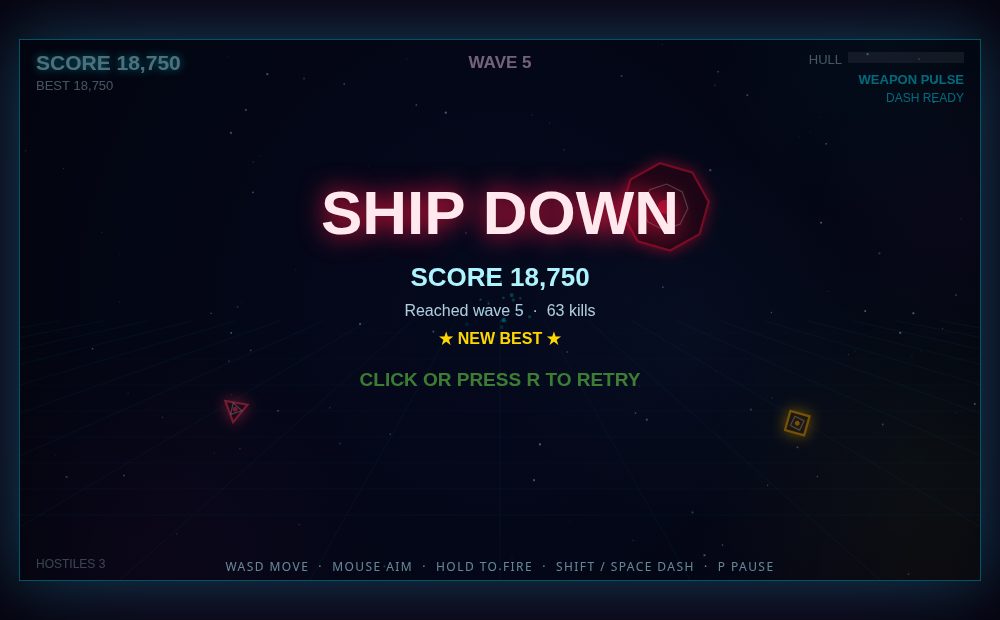 SCORE 18,750
BEST 18,750
WAVE 5
HULL
WEAPON PULSE
DASH READY
SHIP DOWN
SCORE 18,750
Reached wave 5 · 63 kills
★ NEW BEST ★
CLICK OR PRESS R TO RETRY
HOSTILES 3
WASD MOVE · MOUSE AIM · HOLD TO FIRE · SHIFT / SPACE DASH · P PAUSE